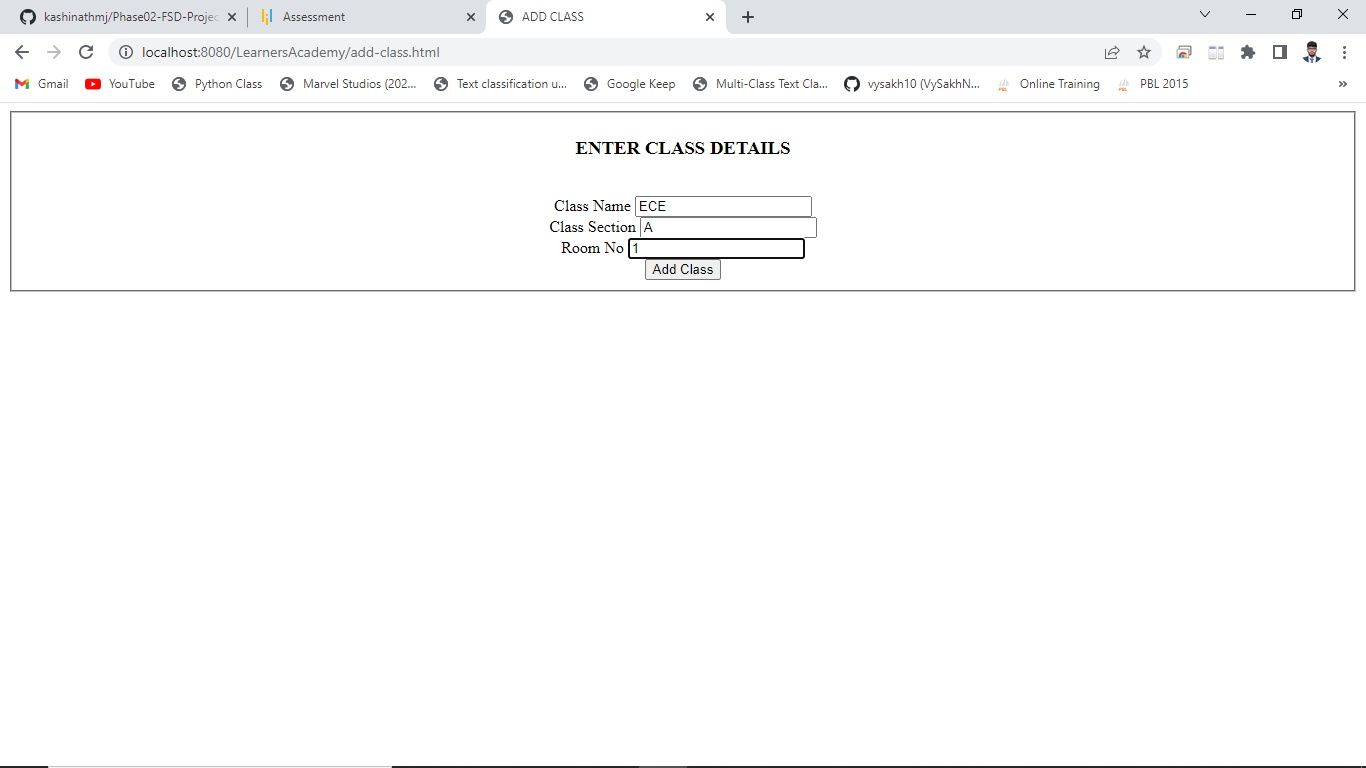 kashinathmj/Phase02-FSD-Projec
Assessment
ADD CLASS
localhost:8080/LearnersAcademy/add-class.html
Gmail YouTube Python Class Marvel Studios (202... Text classification u... Google Keep Multi-Class Text Cla... vysakh10 (VySakhN... Online Training PBL 2015 »
ENTER CLASS DETAILS
Class Name ECE
Class Section A
Room No 1
Add Class